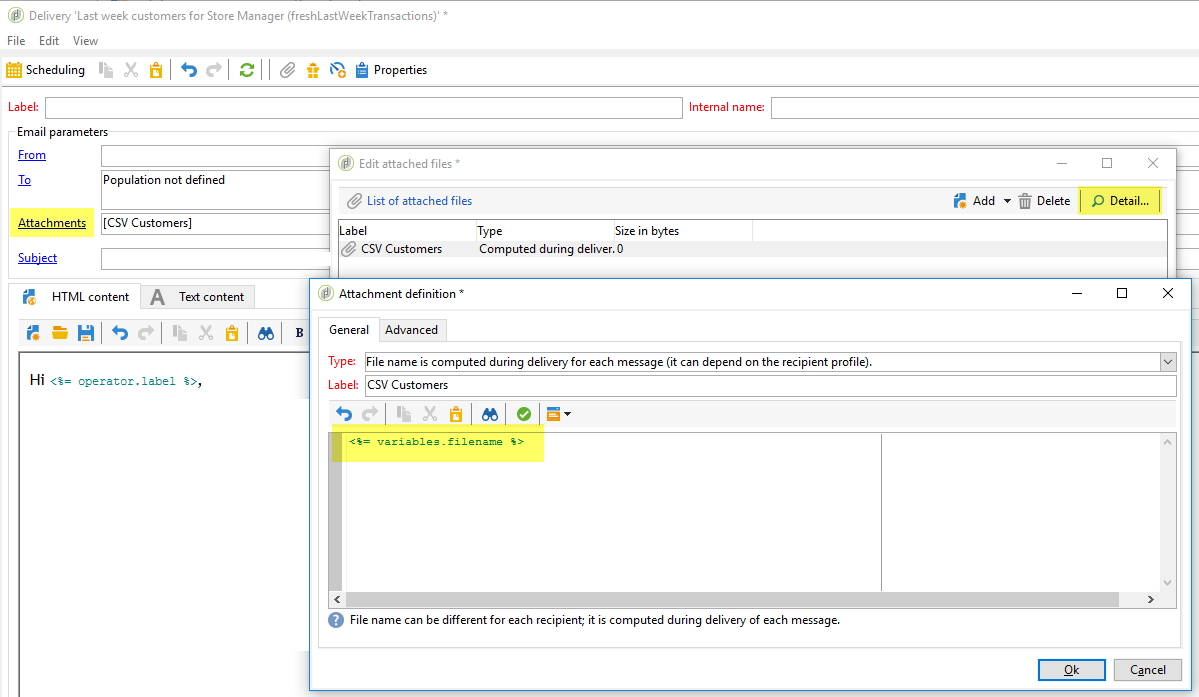 Delivery 'Last week customers for Store Manager (freshLastWeekTransactions)' *
File Edit View
Scheduling Properties
Label: Internal name:
Email parameters
From
To Population not defined
Attachments [CSV Customers]
Subject
HTML content Text content
B
Hi <%= operator.label %>,
Edit attached files *
List of attached files Add Delete Detail...
Label Type Size in bytes
CSV Customers Computed during deliver. 0
Attachment definition *
General Advanced
Type: File name is computed during delivery for each message (it can depend on the recipient profile).
Label: CSV Customers
<%= variables.filename %>
File name can be different for each recipient; it is computed during delivery of each message.
Ok Cancel